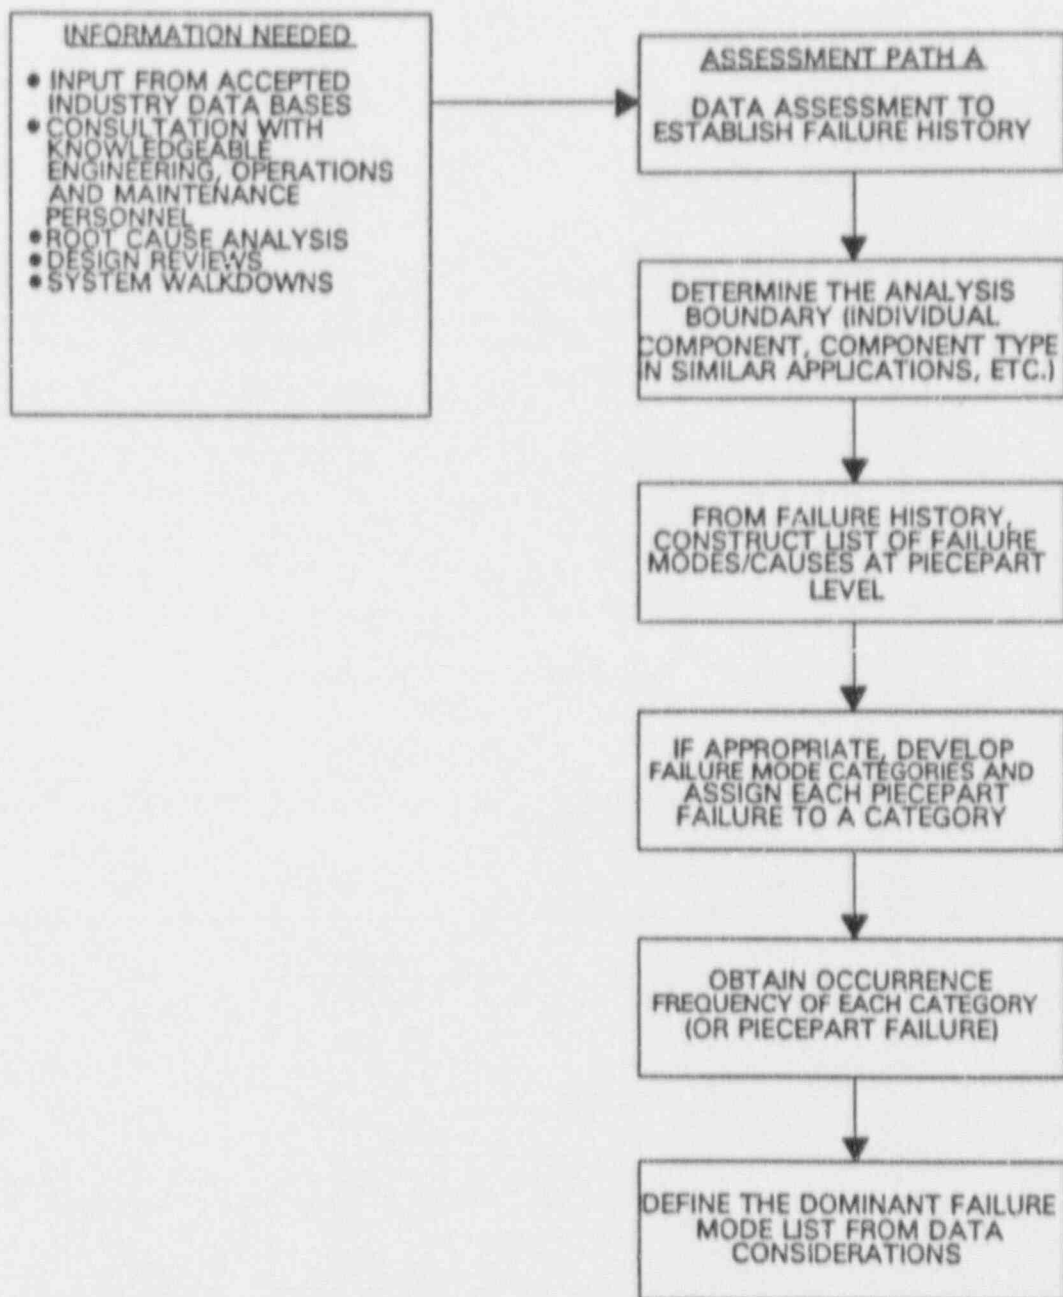 INFORMATION NEEDED
● INPUT FROM ACCEPTED
INDUSTRY DATA BASES
● CONSULTATION WITH
KNOWLEDGEABLE
ENGINEERING, OPERATIONS
AND MAINTENANCE
PERSONNEL
● ROOT CAUSE ANALYSIS
● DESIGN REVIEWS
● SYSTEM WALKDOWNS
ASSESSMENT PATH A
DATA ASSESSMENT TO
ESTABLISH FAILURE HISTORY
DETERMINE THE ANALYSIS
BOUNDARY (INDIVIDUAL
COMPONENT, COMPONENT TYPE
IN SIMILAR APPLICATIONS, ETC.)
FROM FAILURE HISTORY,
CONSTRUCT LIST OF FAILURE
MODES/CAUSES AT PIECEPART
LEVEL
IF APPROPRIATE, DEVELOP
FAILURE MODE CATEGORIES AND
ASSIGN EACH PIECEPART
FAILURE TO A CATEGORY
OBTAIN OCCURRENCE
FREQUENCY OF EACH CATEGORY
(OR PIECEPART FAILURE)
DEFINE THE DOMINANT FAILURE
MODE LIST FROM DATA
CONSIDERATIONS